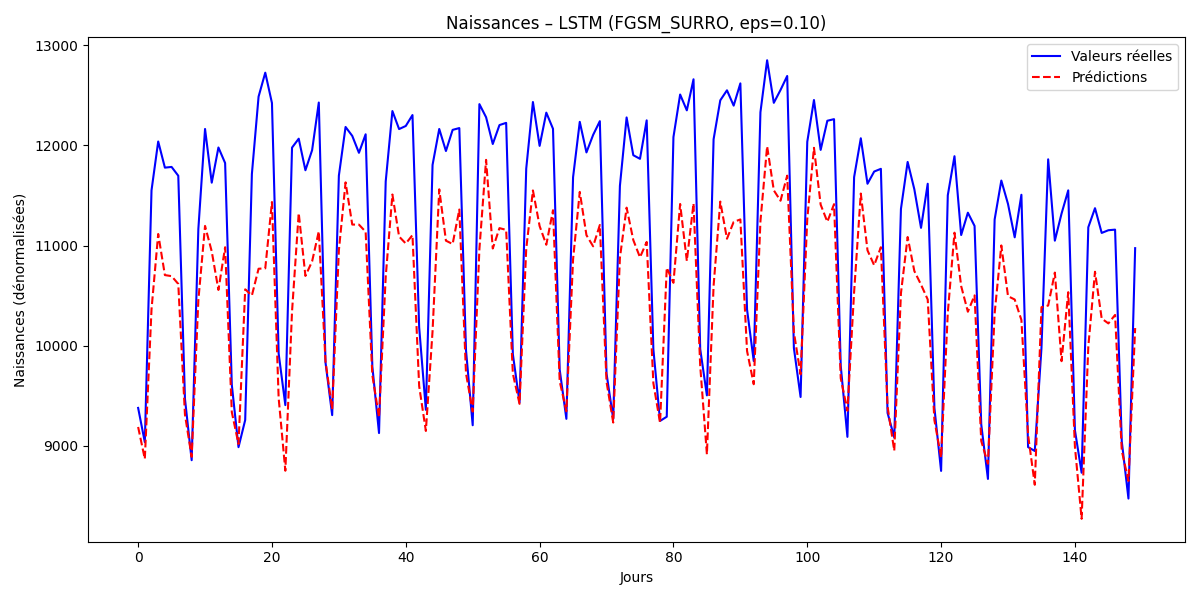 Naissances – LSTM (FGSM_SURRO, eps=0.10)
Valeurs réelles
Prédictions
Naissances (dénormalisées)
13000
12000
11000
10000
9000
0 20 40 60 80 100 120 140
Jours